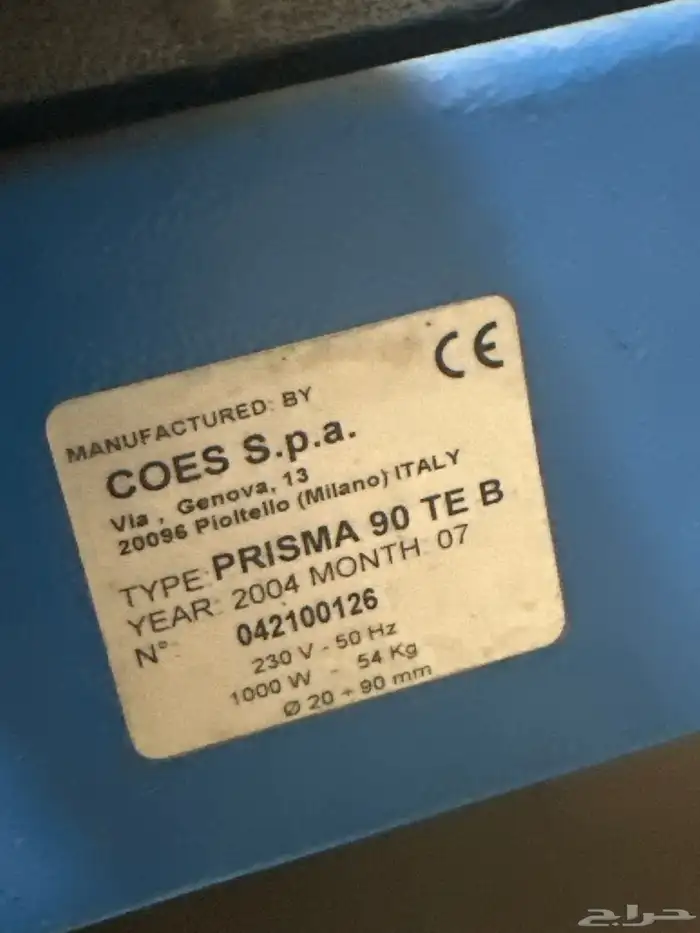 CE
MANUFACTURED: BY
COES S.p.a.
Via , Genova, 13
20096 Pioltello (Milano) ITALY
TYPE: PRISMA 90 TE B
YEAR: 2004 MONTH: 07
N°: 042100126
230 V - 50 Hz
1000 W - 54 Kg
Ø 20 ÷ 90 mm
حراج